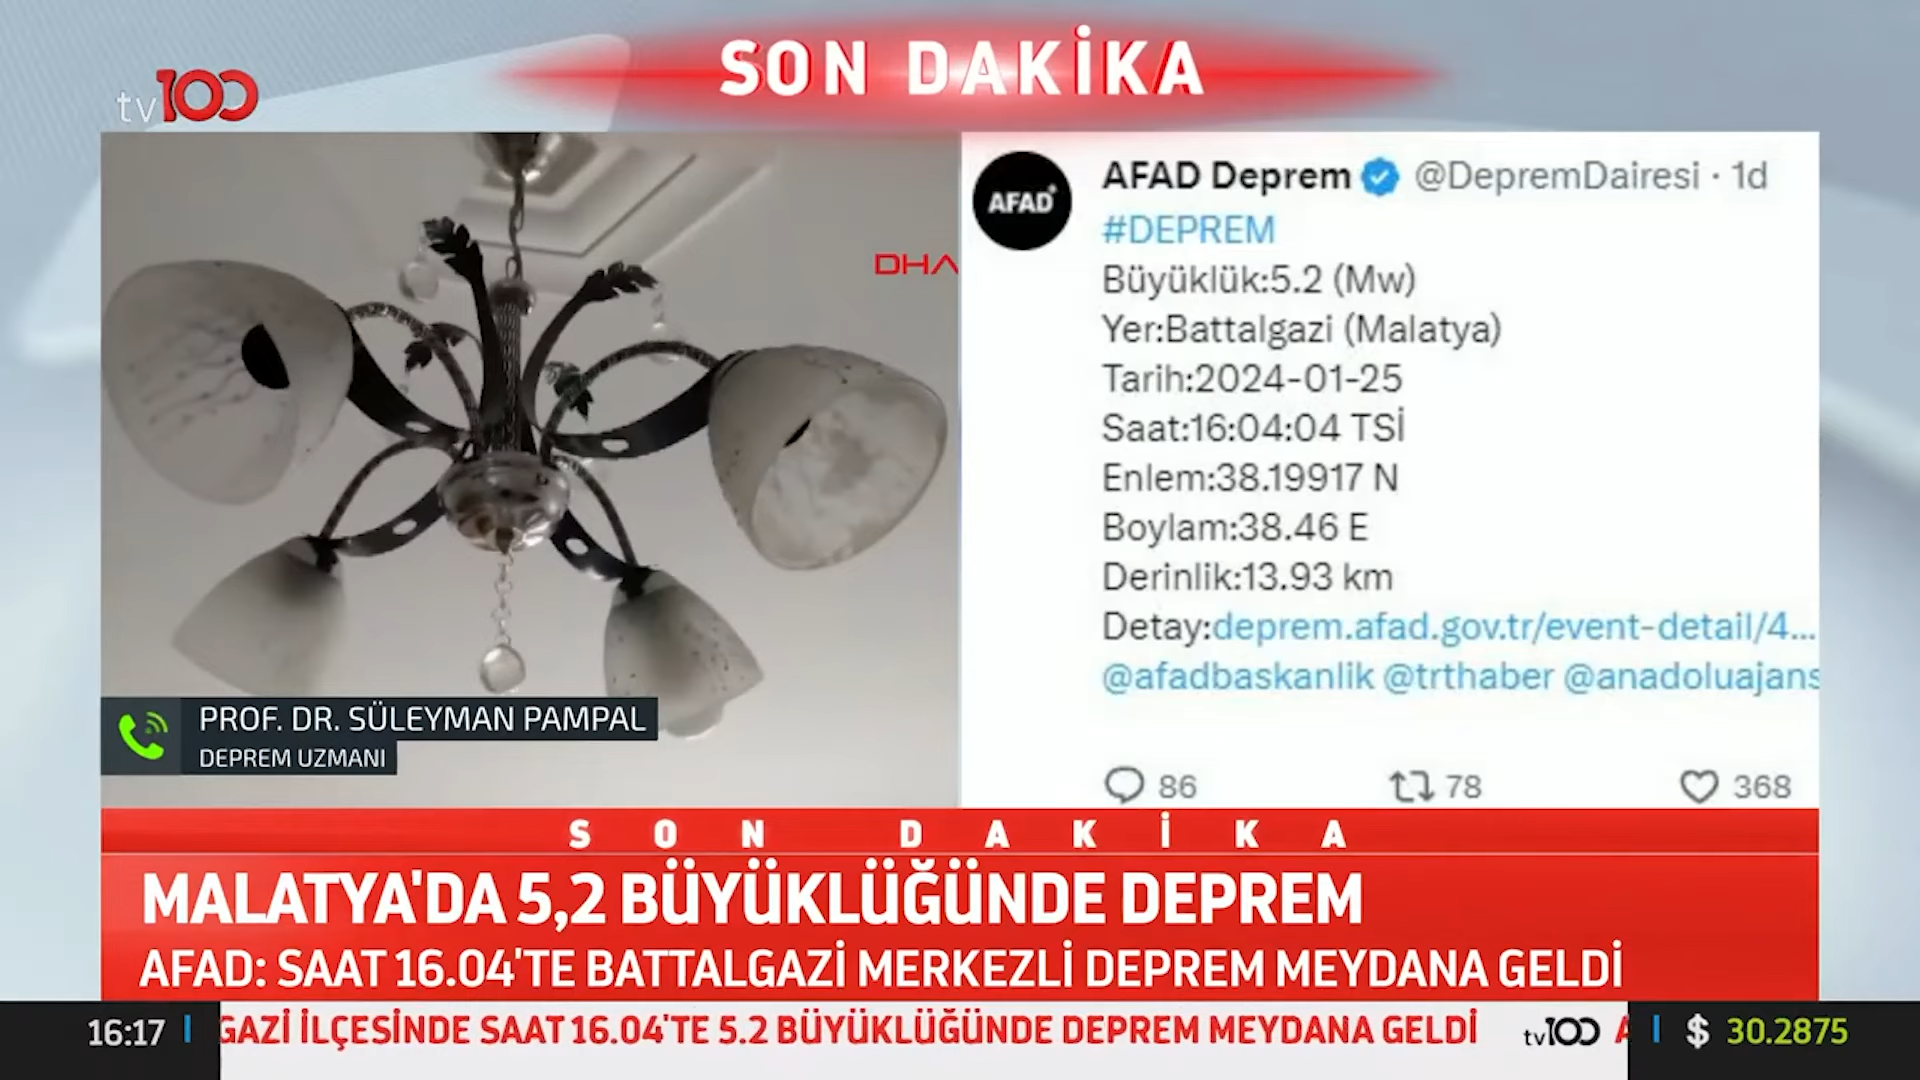 SON DAKİKA
tv100
DHA
AFAD
AFAD Deprem @DepremDairesi · 1d
#DEPREM
Büyüklük:5.2 (Mw)
Yer:Battalgazi (Malatya)
Tarih:2024-01-25
Saat:16:04:04 TSİ
Enlem:38.19917 N
Boylam:38.46 E
Derinlik:13.93 km
Detay:deprem.afad.gov.tr/event-detail/4...
@afadbaskanlik @trthaber @anadoluajans
86 78 368
PROF. DR. SÜLEYMAN PAMPAL
DEPREM UZMANI
SON DAKİKA
MALATYA'DA 5,2 BÜYÜKLÜĞÜNDE DEPREM
AFAD: SAAT 16.04'TE BATTALGAZİ MERKEZLİ DEPREM MEYDANA GELDİ
16:17 GAZİ İLÇESİNDE SAAT 16.04'TE 5.2 BÜYÜKLÜĞÜNDE DEPREM MEYDANA GELDİ tv100 $ 30.2875